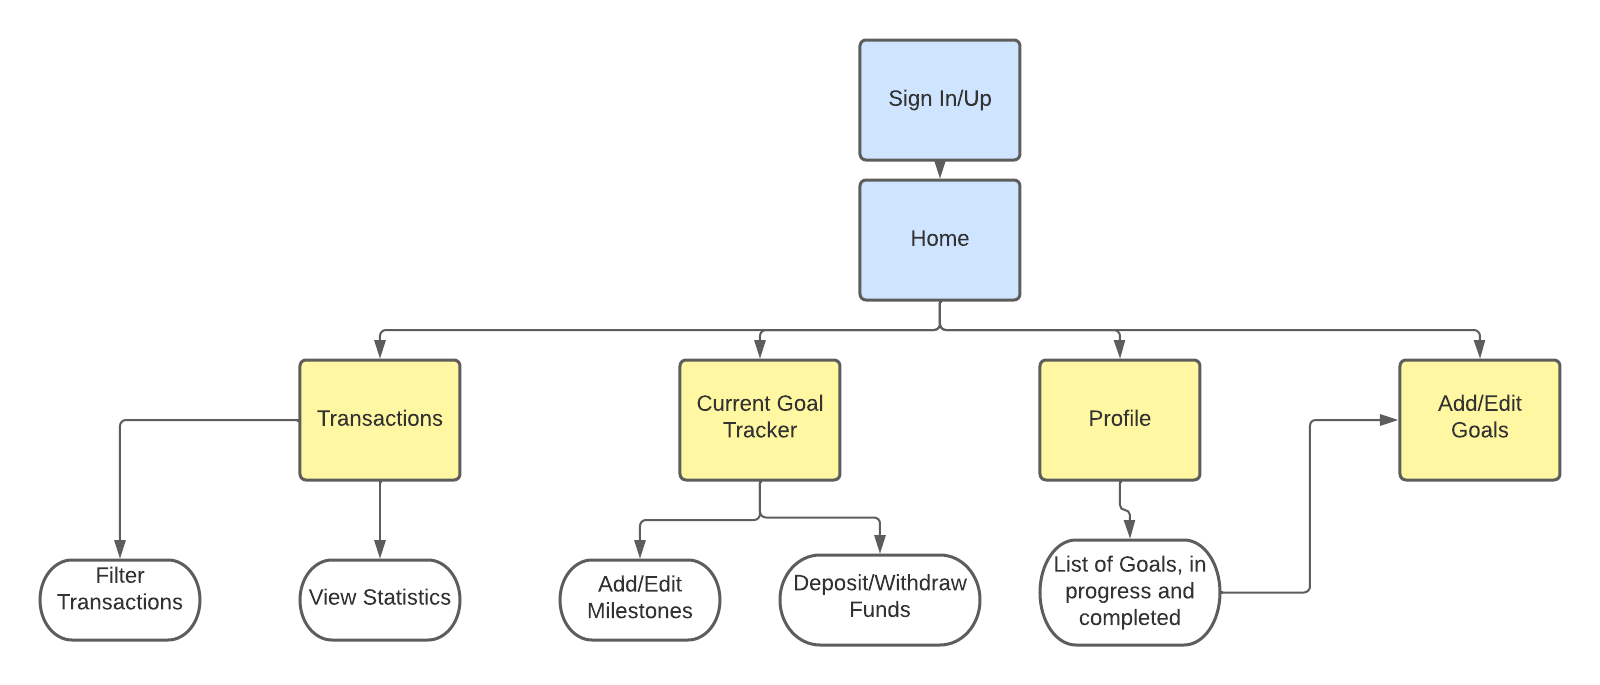 Sign In/Up
Home
Transactions
Current Goal
Tracker
Profile
Add/Edit
Goals
Filter
Transactions
View Statistics
Add/Edit
Milestones
Deposit/Withdraw
Funds
List of Goals, in
progress and
completed